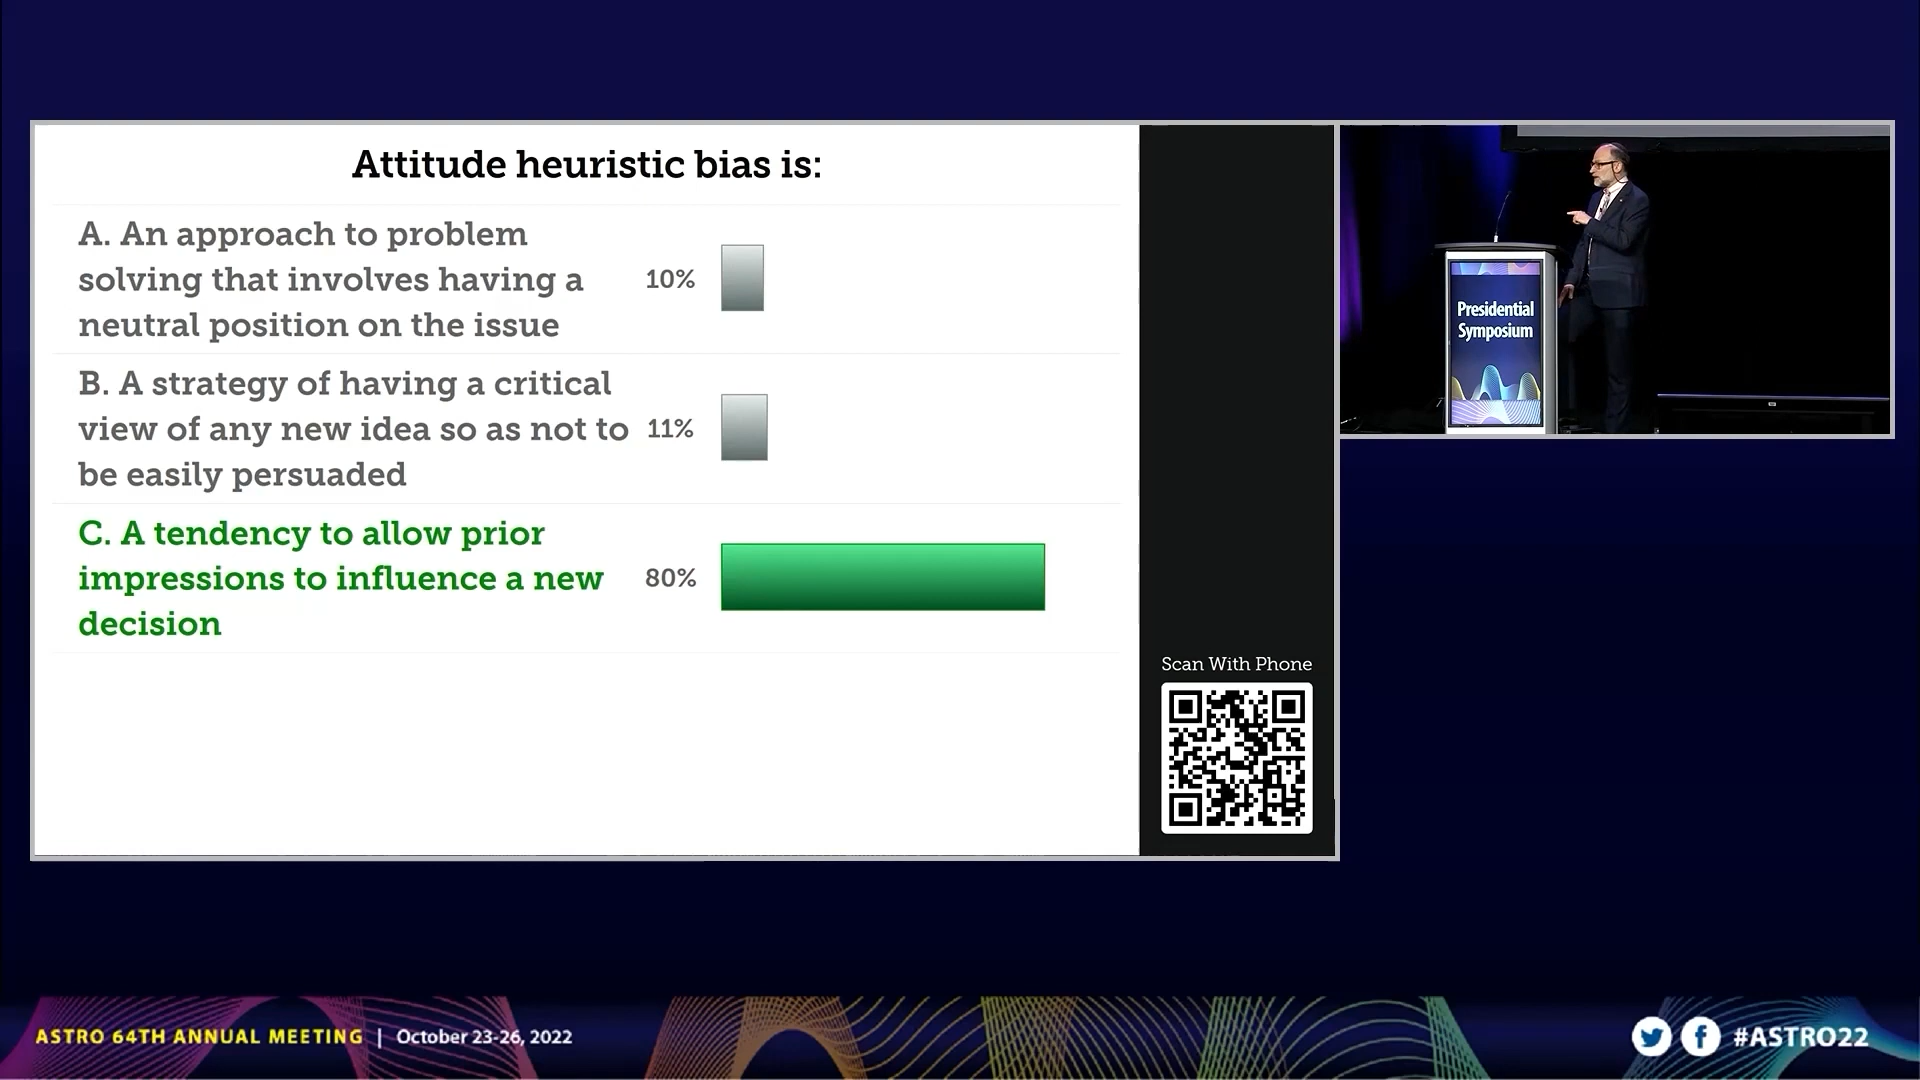 Attitude heuristic bias is:
A. An approach to problem
solving that involves having a
neutral position on the issue
10%
B. A strategy of having a critical
view of any new idea so as not to
be easily persuaded
11%
C. A tendency to allow prior
impressions to influence a new
decision
80%
Scan With Phone
Presidential
Symposium
ASTRO 64TH ANNUAL MEETING | October 23-26, 2022
#ASTRO22